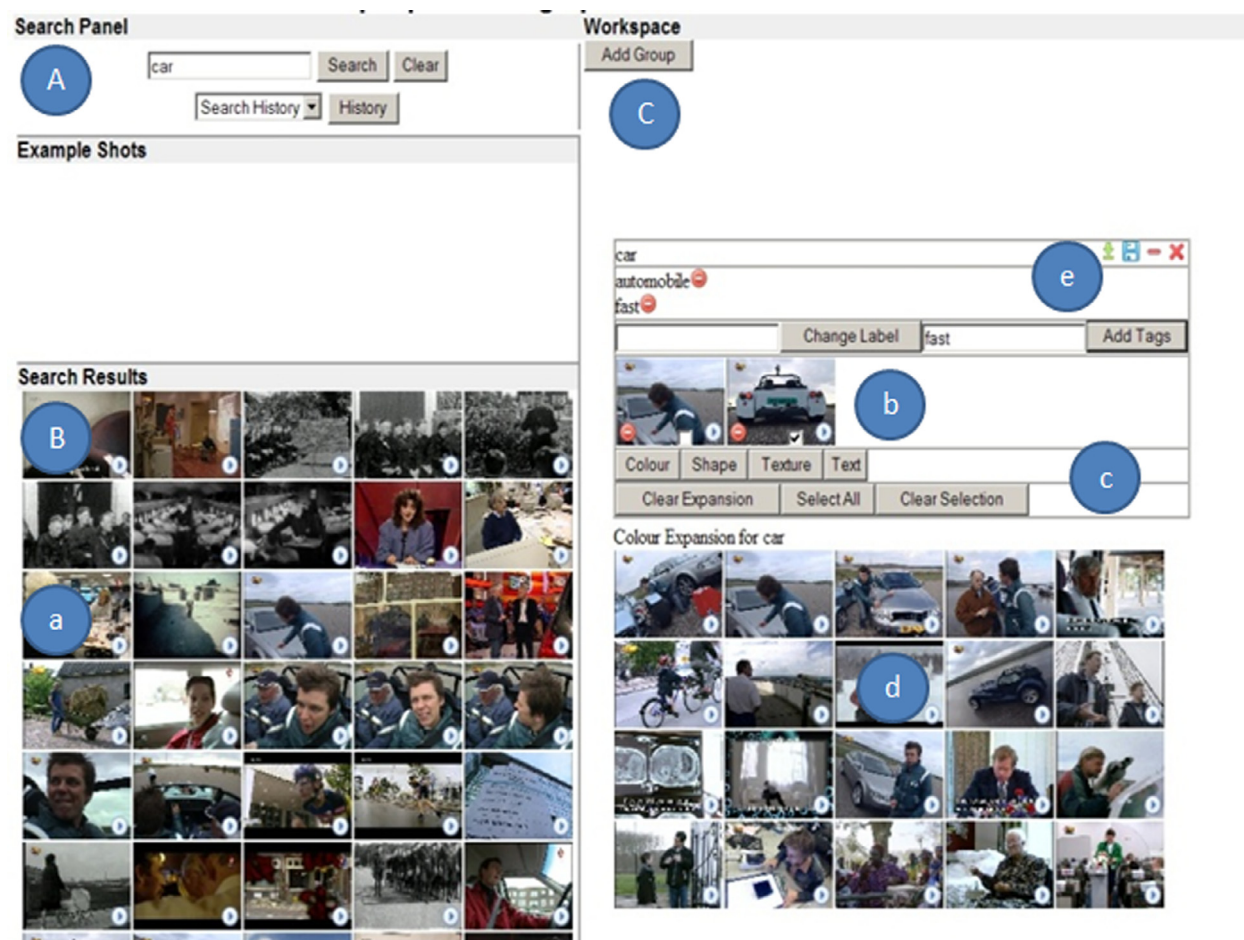 Search Panel
A
car
Search
Clear
Search History
History
Example Shots
Search Results
B
a
Workspace
Add Group
C
car
e
automobile
fast
Change Label
fast
Add Tags
b
Colour
Shape
Texture
Text
c
Clear Expansion
Select All
Clear Selection
Colour Expansion for car
d